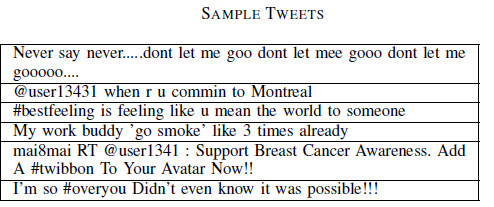 SAMPLE TWEETS
Never say never.....dont let me goo dont let mee gooo dont let me
gooooo....
@user13431 when r u commin to Montreal
#bestfeeling is feeling like u mean the world to someone
My work buddy 'go smoke' like 3 times already
mai8mai RT @user1341 : Support Breast Cancer Awareness. Add
A #twibbon To Your Avatar Now!!
I'm so #overyou Didn't even know it was possible!!!